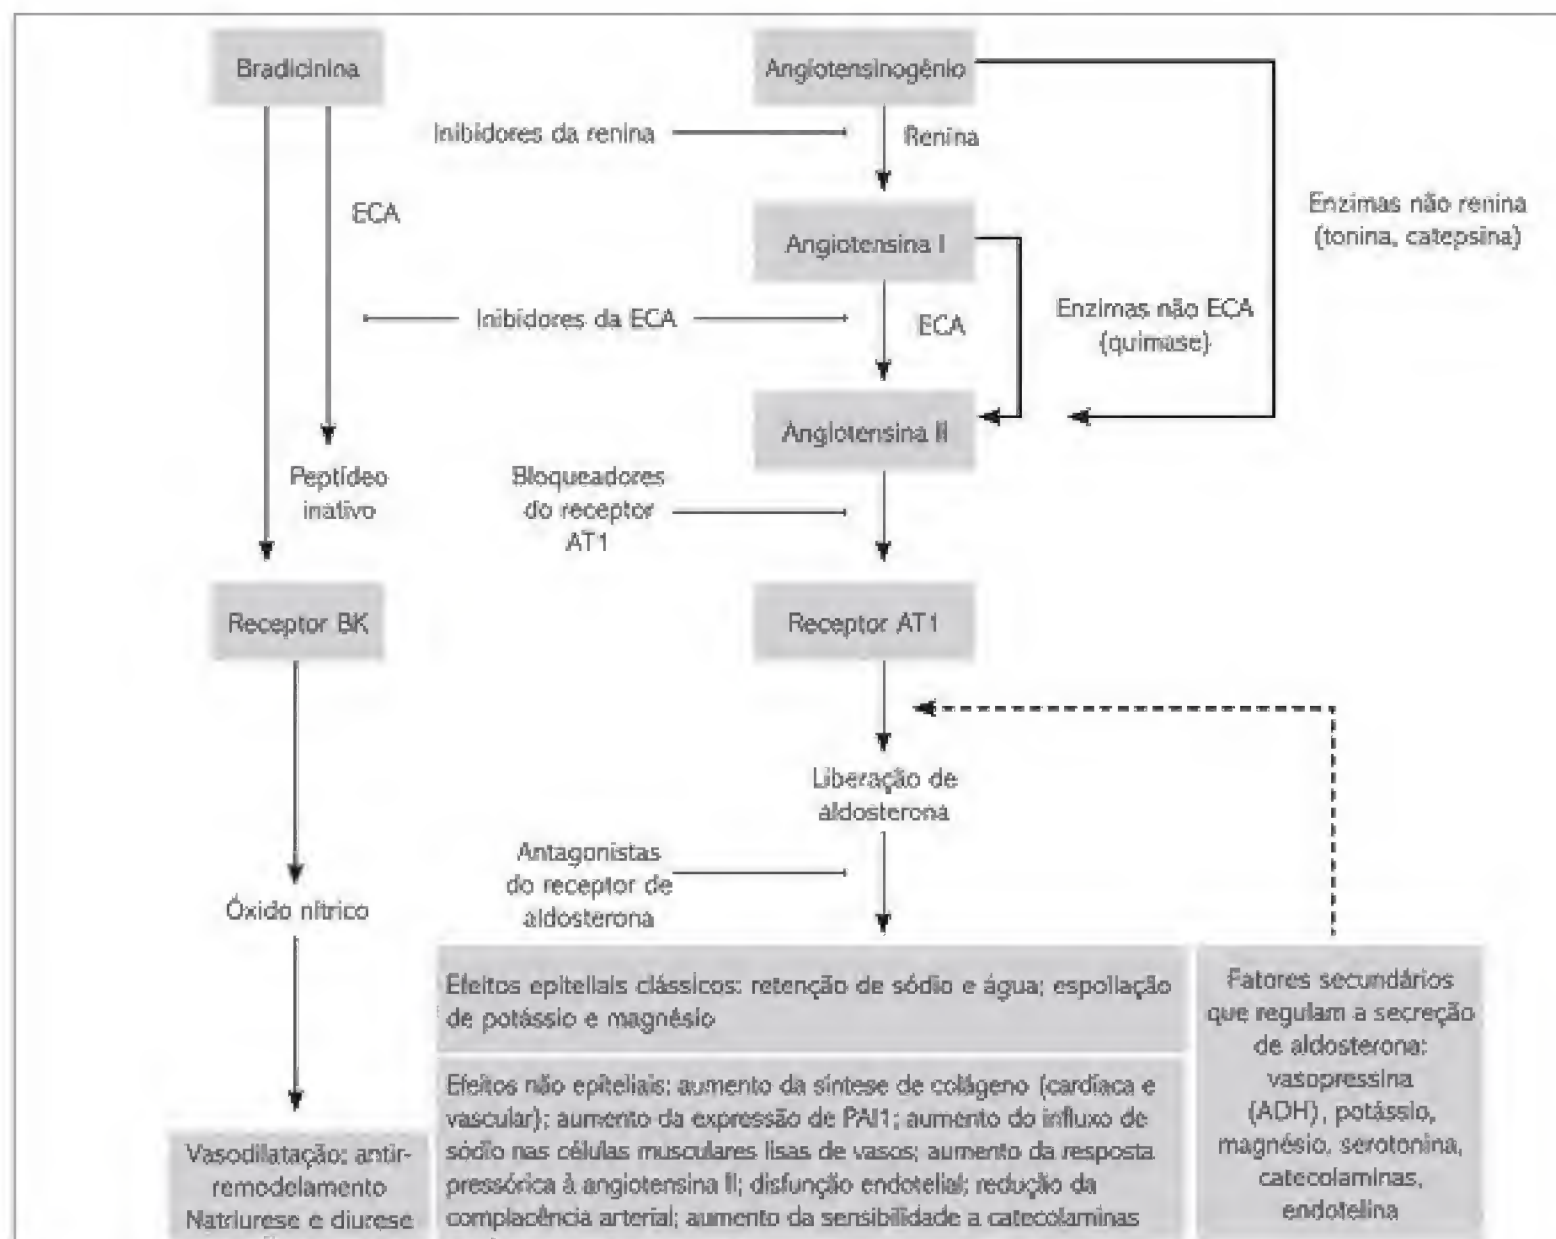 Bradicinina
Angiotensinogênio
Inibidores da renina
Renina
ECA
Enzimas não renina
(tonina, catepsina)
Angiotensina I
Inibidores da ECA
ECA
Enzimas não ECA
(quimase)
Angiotensina II
Peptídeo
inativo
Bloqueadores
do receptor
AT1
Receptor BK
Receptor AT1
Liberação de
aldosterona
Antagonistas
do receptor de
aldosterona
Óxido nítrico
Efeitos epiteliais clássicos: retenção de sódio e água; espoliação
de potássio e magnésio
Efeitos não epiteliais: aumento da síntese de colágeno (cardíaca e
vascular); aumento da expressão de PAI1; aumento do influxo de
sódio nas células musculares lisas de vasos; aumento da resposta
pressórica à angiotensina II; disfunção endotelial; redução da
complacência arterial; aumento da sensibilidade a catecolaminas
Fatores secundários
que regulam a secreção
de aldosterona:
vasopressina
(ADH), potássio,
magnésio, serotonina,
catecolaminas,
endotelina
Vasodilatação; antir-
remodelamento
Natriurese e diurese